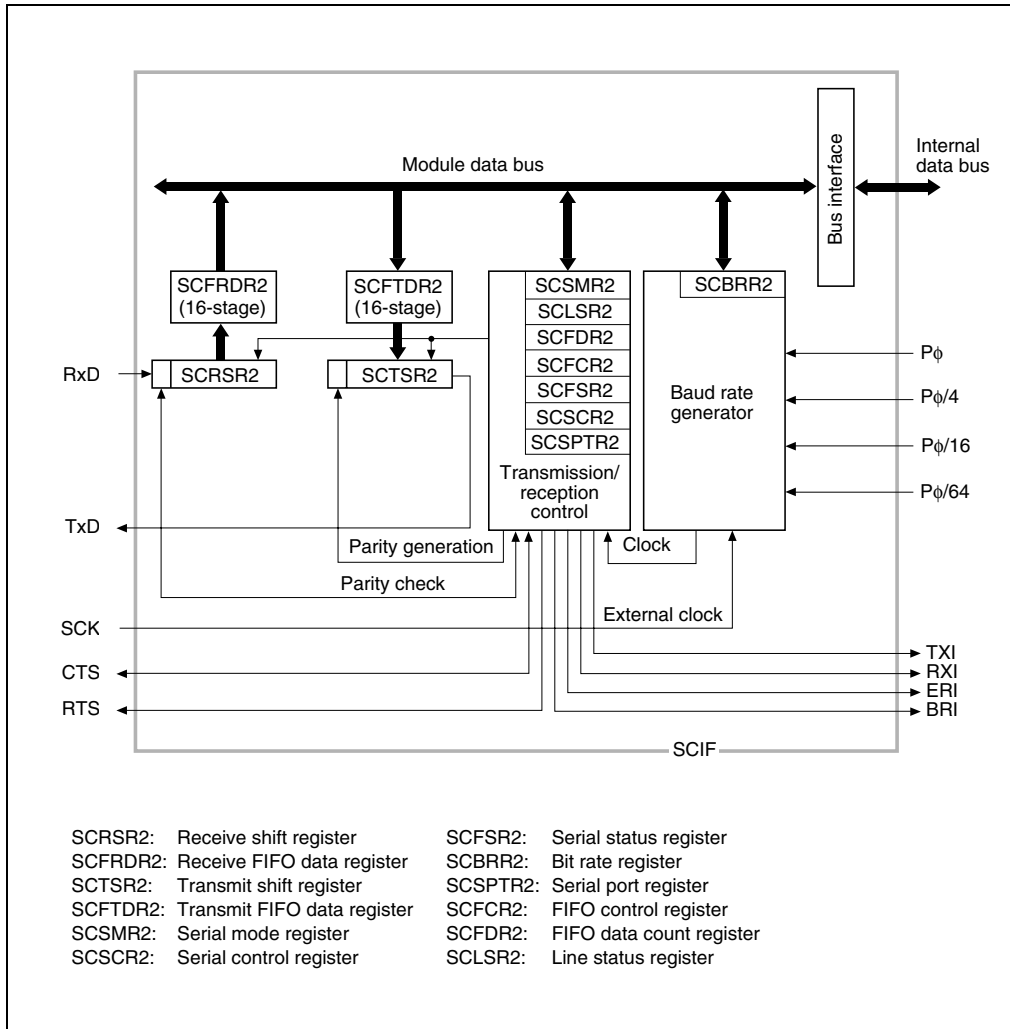 Module data bus
Bus interface
Internal
data bus
SCFRDR2
(16-stage)
SCFTDR2
(16-stage)
SCSMR2
SCLSR2
SCFDR2
SCFCR2
SCFSR2
SCSCR2
SCSPTR2
Transmission/
reception
control
SCBRR2
Baud rate
generator
Pϕ
Pϕ/4
Pϕ/16
Pϕ/64
RxD
SCRSR2
SCTSR2
TxD
Parity generation
Clock
Parity check
External clock
SCK
CTS
RTS
TXI
RXI
ERI
BRI
SCIF
SCRSR2: Receive shift register
SCFRDR2: Receive FIFO data register
SCTSR2: Transmit shift register
SCFTDR2: Transmit FIFO data register
SCSMR2: Serial mode register
SCSCR2: Serial control register
SCFSR2: Serial status register
SCBRR2: Bit rate register
SCSPTR2: Serial port register
SCFCR2: FIFO control register
SCFDR2: FIFO data count register
SCLSR2: Line status register